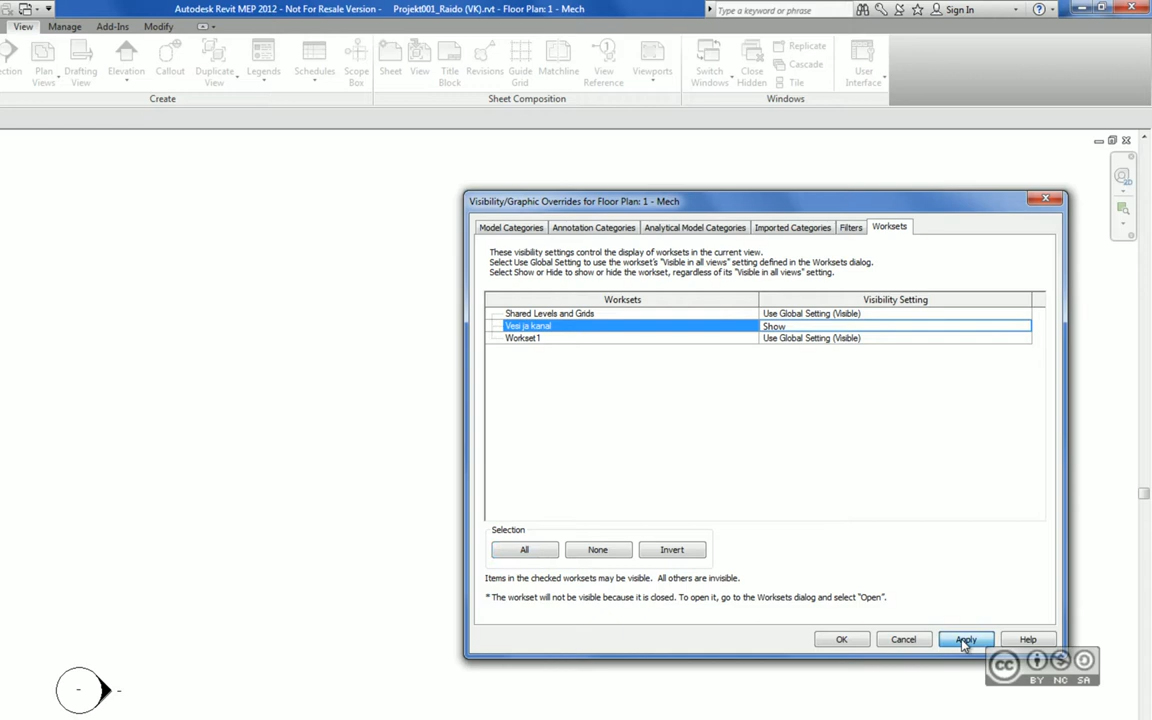 Autodesk Revit MEP 2012 - Not For Resale Version - Projekt001_Raido (VK).rvt - Floor Plan: 1 - Mech
Type a keyword or phrase
Sign In
View Manage Add-Ins Modify
Plan Views
Drafting View
Elevation
Callout
Duplicate View
Legends
Schedules
Scope Box
Sheet
View
Title Block
Revisions
Guide Grid
Matchline
View Reference
Viewports
Switch Windows
Close Hidden
Replicate
Cascade
Tile
User Interface
Create
Sheet Composition
Windows
Visibility/Graphic Overrides for Floor Plan: 1 - Mech
Model Categories Annotation Categories Analytical Model Categories Imported Categories Filters Worksets
These visibility settings control the display of worksets in the current view.
Select Use Global Setting to use the workset's "Visible in all views" setting defined in the Worksets dialog.
Select Show or Hide to show or hide the workset, regardless of its "Visible in all views" setting.
Worksets Visibility Setting
Shared Levels and Grids Use Global Setting (Visible)
Vesi ja kanal Show
Workset1 Use Global Setting (Visible)
Selection
All None Invert
Items in the checked worksets may be visible. All others are invisible.
* The workset will not be visible because it is closed. To open it, go to the Worksets dialog and select "Open".
OK Cancel Apply Help
cc BY NC SA